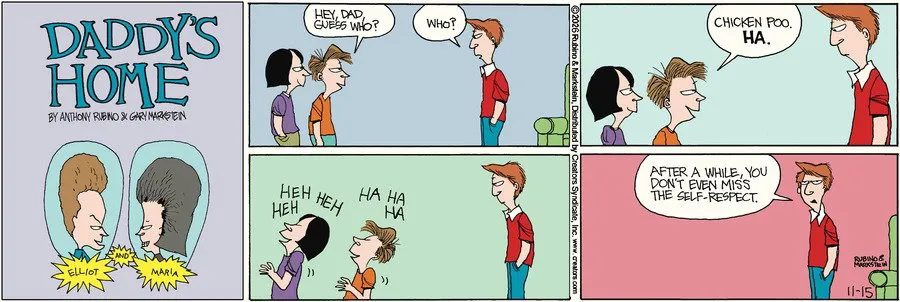 DADDY'S
HOME
BY ANTHONY RUBINO & GARY MARKSTEIN
ELLIOT
AND
MARIA
HEY, DAD,
GUESS WHO?
WHO?
©2026 Rubino & Markstein, Distributed by Creators Syndicate, Inc. www.creators.com
CHICKEN POO.
HA.
HEH
HEH
HEH
HA HA
HA
AFTER A WHILE, YOU
DON'T EVEN MISS
THE SELF-RESPECT.
RUBINO &
MARKSTEIN
11-15